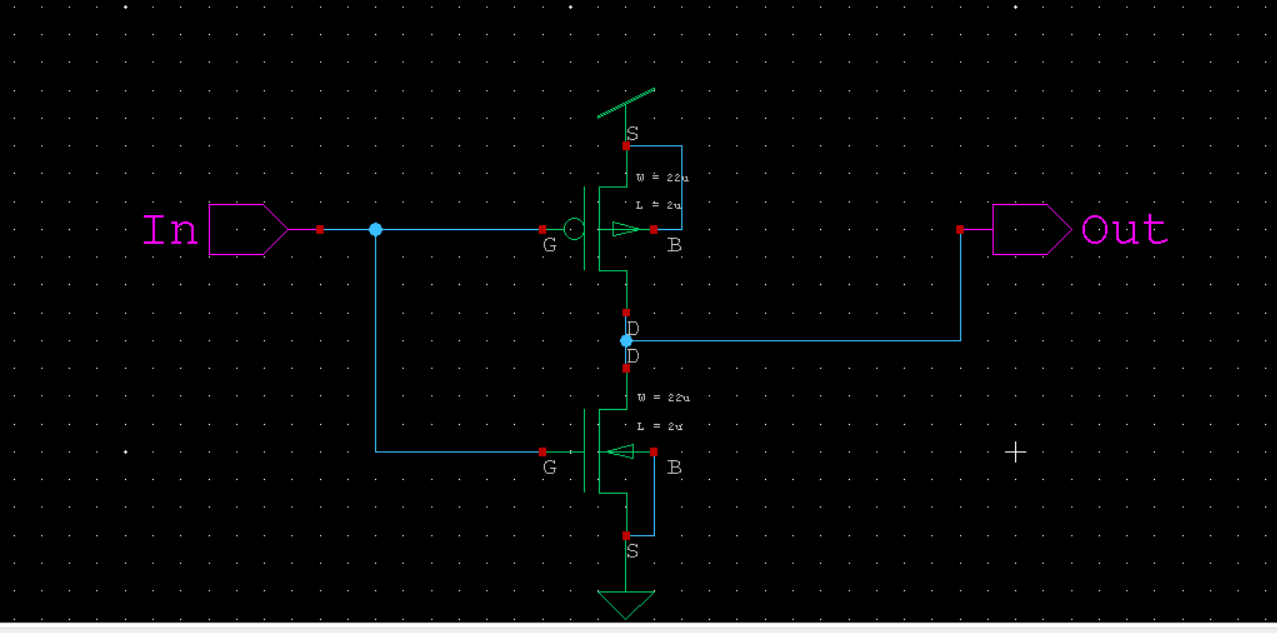 S
W = 22u
L = 2u
In
Out
G
B
D
D
W = 22u
L = 2u
G
B
S